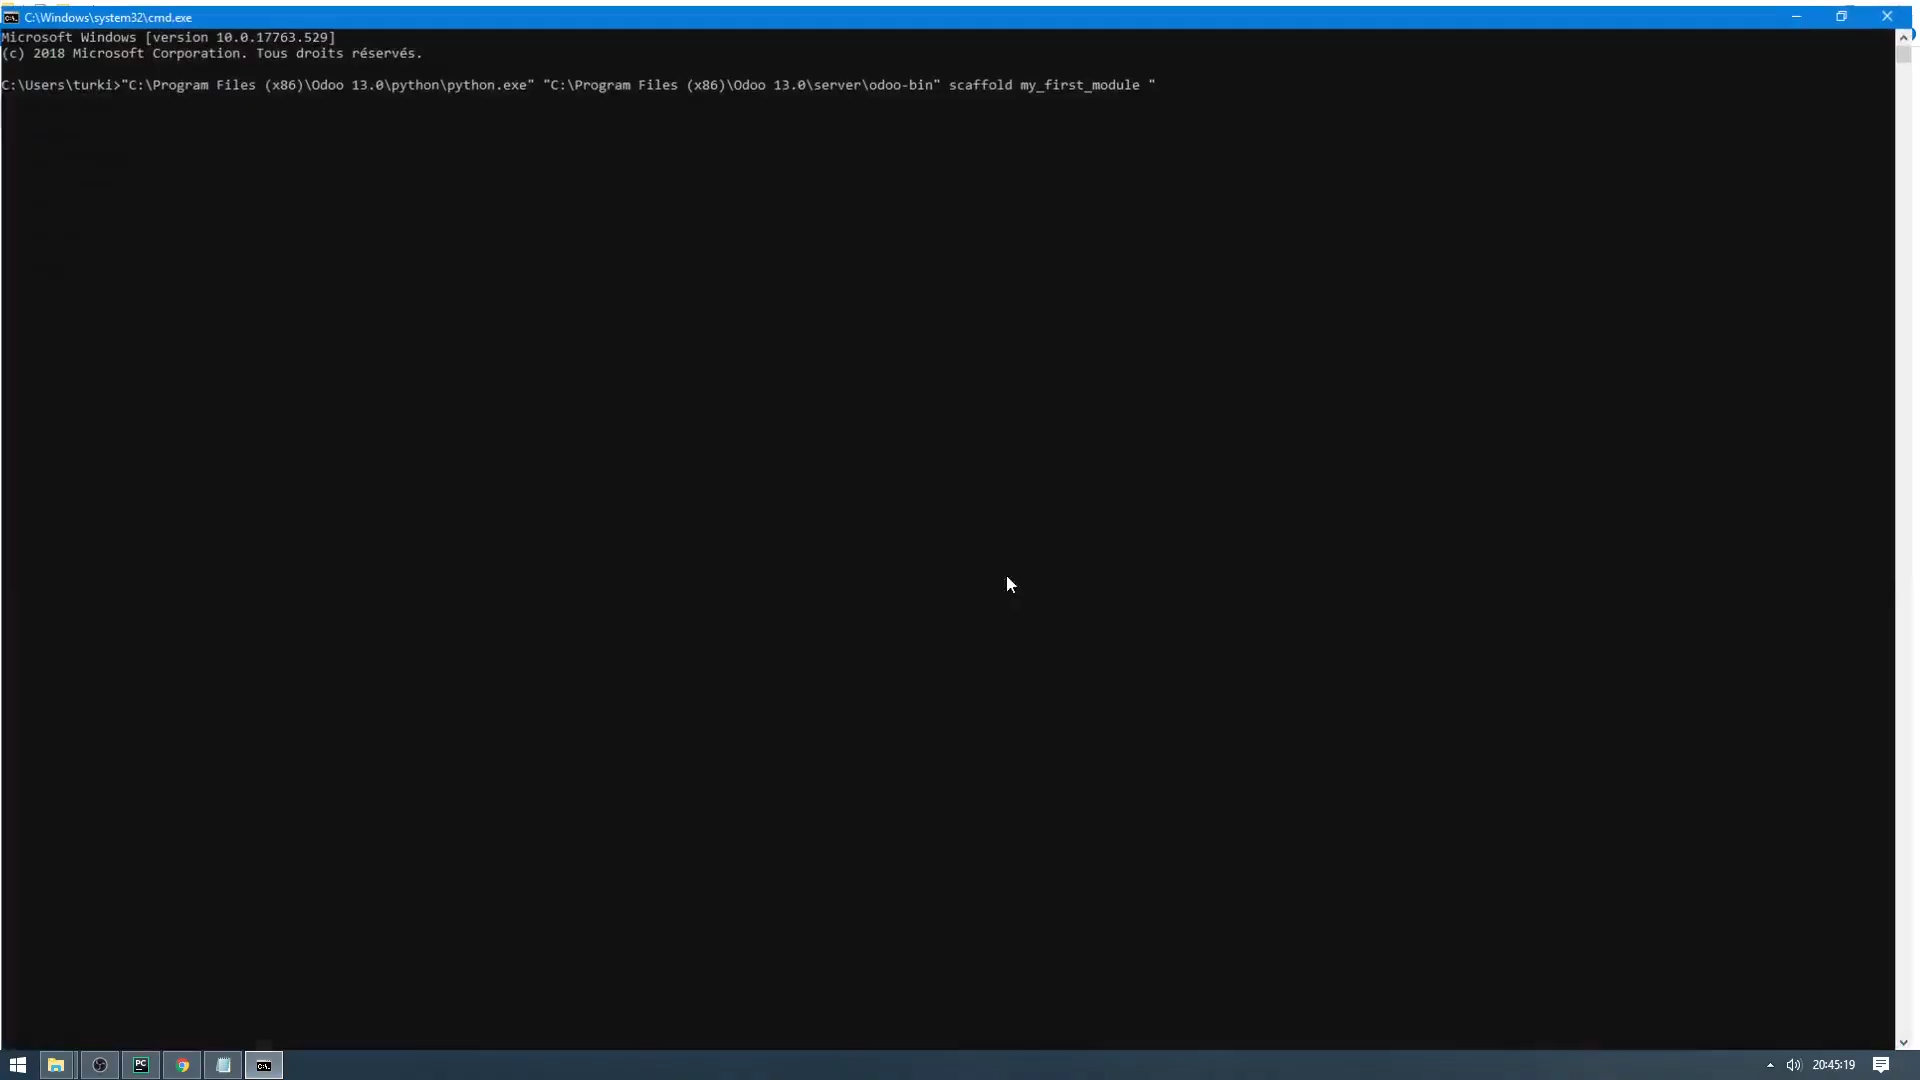 C:\Windows\system32\cmd.exe
Microsoft Windows [version 10.0.17763.529]
(c) 2018 Microsoft Corporation. Tous droits réservés.
C:\Users\turki>"C:\Program Files (x86)\Odoo 13.0\python\python.exe" "C:\Program Files (x86)\Odoo 13.0\server\odoo-bin" scaffold my_first_module "
20:45:19